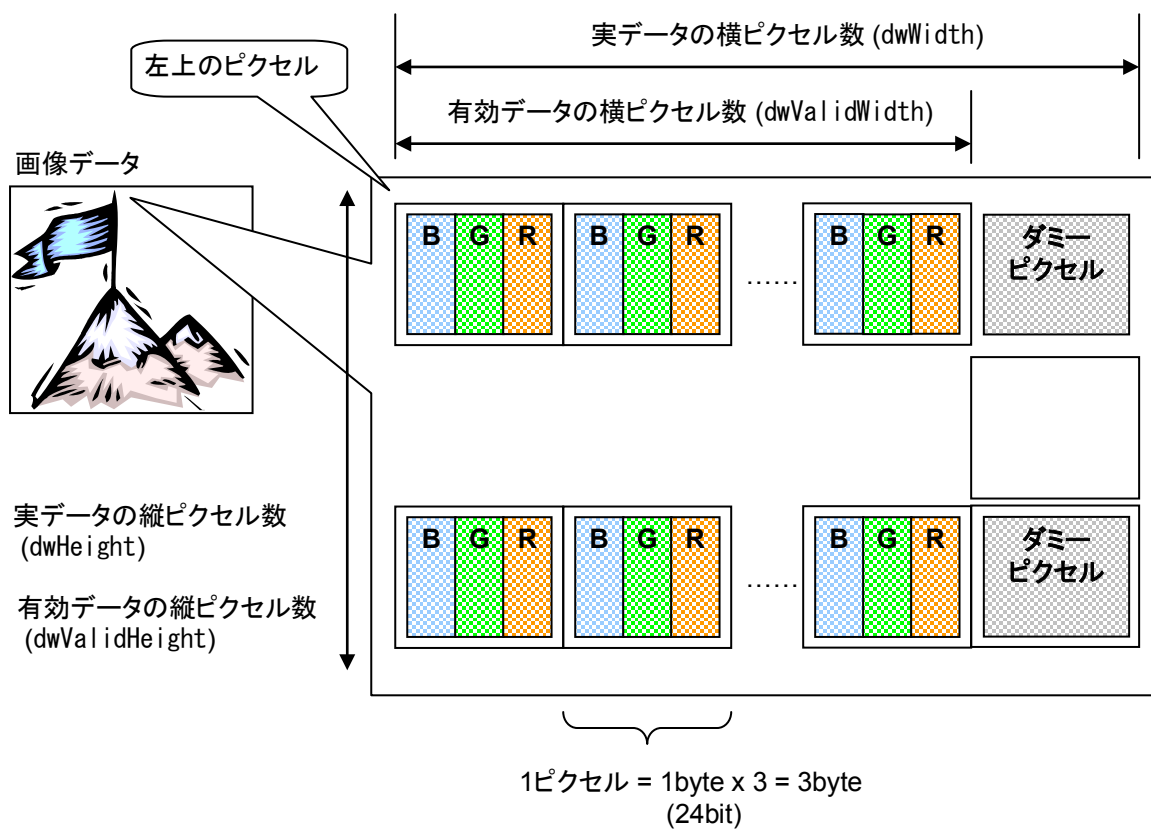 実データの横ピクセル数 (dwWidth)
左上のピクセル
有効データの横ピクセル数 (dwValidWidth)
画像データ
B G R B G R …… B G R ダミー
ピクセル
実データの縦ピクセル数
(dwHeight)
有効データの縦ピクセル数
(dwValidHeight)
B G R B G R …… B G R ダミー
ピクセル
1ピクセル = 1byte x 3 = 3byte
(24bit)